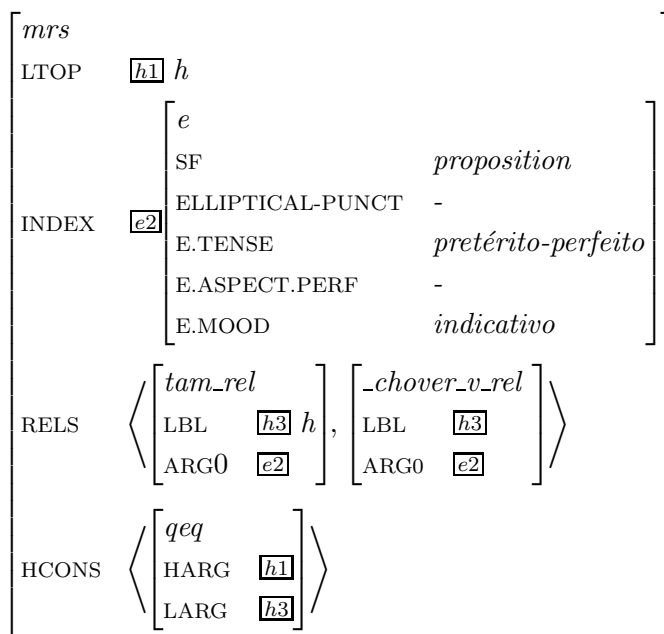 mrs
LTOP h1 h
INDEX e2
e
SF proposition
ELLIPTICAL-PUNCT -
E.TENSE pretérito-perfeito
E.ASPECT.PERF -
E.MOOD indicativo
RELS
tam_rel
LBL h3 h
ARG0 e2
,
_chover_v_rel
LBL h3
ARG0 e2
HCONS
qeq
HARG h1
LARG h3